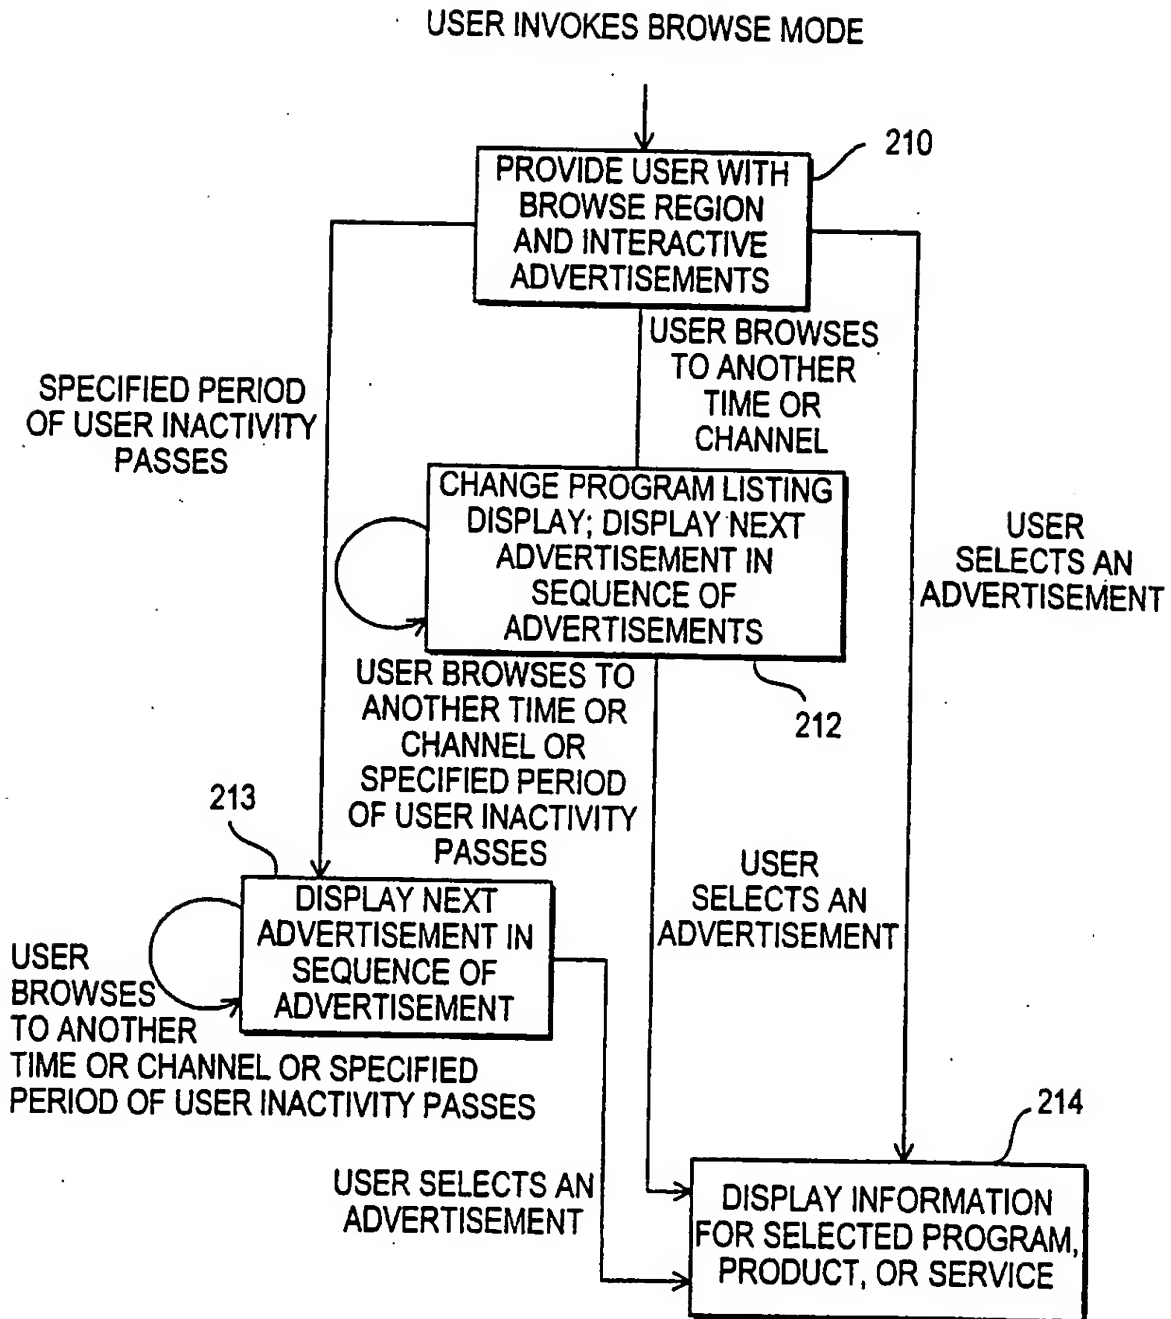 USER INVOKES BROWSE MODE
210
PROVIDE USER WITH
BROWSE REGION
AND INTERACTIVE
ADVERTISEMENTS
USER BROWSES
TO ANOTHER
TIME OR
CHANNEL
SPECIFIED PERIOD
OF USER INACTIVITY
PASSES
CHANGE PROGRAM LISTING
DISPLAY; DISPLAY NEXT
ADVERTISEMENT IN
SEQUENCE OF
ADVERTISEMENTS
USER
SELECTS AN
ADVERTISEMENT
212
USER BROWSES TO
ANOTHER TIME OR
CHANNEL OR
SPECIFIED PERIOD
OF USER INACTIVITY
PASSES
213
USER
SELECTS AN
ADVERTISEMENT
DISPLAY NEXT
ADVERTISEMENT IN
SEQUENCE OF
ADVERTISEMENT
USER
BROWSES
TO ANOTHER
TIME OR CHANNEL OR SPECIFIED
PERIOD OF USER INACTIVITY PASSES
214
USER SELECTS AN
ADVERTISEMENT
DISPLAY INFORMATION
FOR SELECTED PROGRAM,
PRODUCT, OR SERVICE